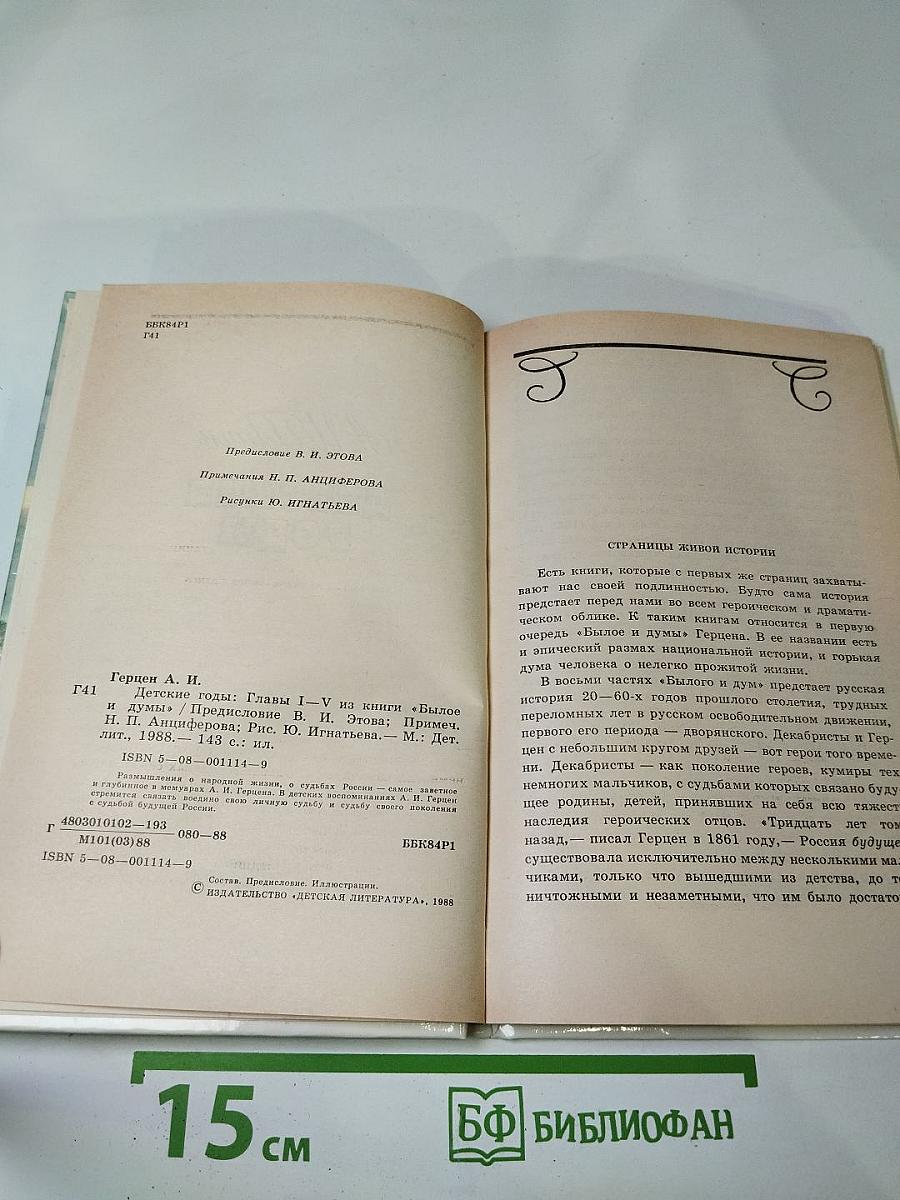 ББК84Р1
Г41
Предисловие В. И. ЭТОВА
Примечания Н. П. АНЦИФЕРОВА
Рисунки Ю. ИГНАТЬЕВА
Герцен А. И.
Г41 Детские годы: Главы I—V из книги «Былое
и думы» / Предисловие В. И. Этова; Примеч.
Н. П. Анциферова; Рис. Ю. Игнатьева.— М.: Дет.
лит., 1988.— 143 с.: ил.
ISBN 5—08—001114—9
Размышления о народной жизни, о судьбах России — самое заветное
и глубинное в мемуарах А. И. Герцена. В детских воспоминаниях А. И. Герцен
стремится связать воедино свою личную судьбу и судьбу своего поколения
с судьбой будущей России.
Г 4803010102—193
М101(03)88 080—88 ББК84Р1
ISBN 5—08—001114—9
Состав. Предисловие. Иллюстрации.
© ИЗДАТЕЛЬСТВО «ДЕТСКАЯ ЛИТЕРАТУРА», 1988
СТРАНИЦЫ ЖИВОЙ ИСТОРИИ
Есть книги, которые с первых же страниц захваты-
вают нас своей подлинностью. Будто сама история
предстает перед нами во всем героическом и драмати-
ческом облике. К таким книгам относится в первую
очередь «Былое и думы» Герцена. В ее названии есть
и эпический размах национальной истории, и горькая
дума человека о нелегко прожитой жизни.
В восьми частях «Былого и дум» предстает русская
история 20—60-х годов прошлого столетия, трудных
переломных лет в русском освободительном движении,
первого его периода — дворянского. Декабристы и Гер-
цен с небольшим кругом друзей — вот герои того време-
ни. Декабристы — как поколение героев, кумиры тех
немногих мальчиков, с судьбами которых связано буду-
щее родины, детей, принявших на себя всю тяжест
наследия героических отцов. «Тридцать лет том
назад,— писал Герцен в 1861 году,— Россия будуще
существовала исключительно между несколькими мал
чиками, только что вышедшими из детства, до т
ничтожными и незаметными, что им было достато
15 см
БФ БИБЛИОФАН